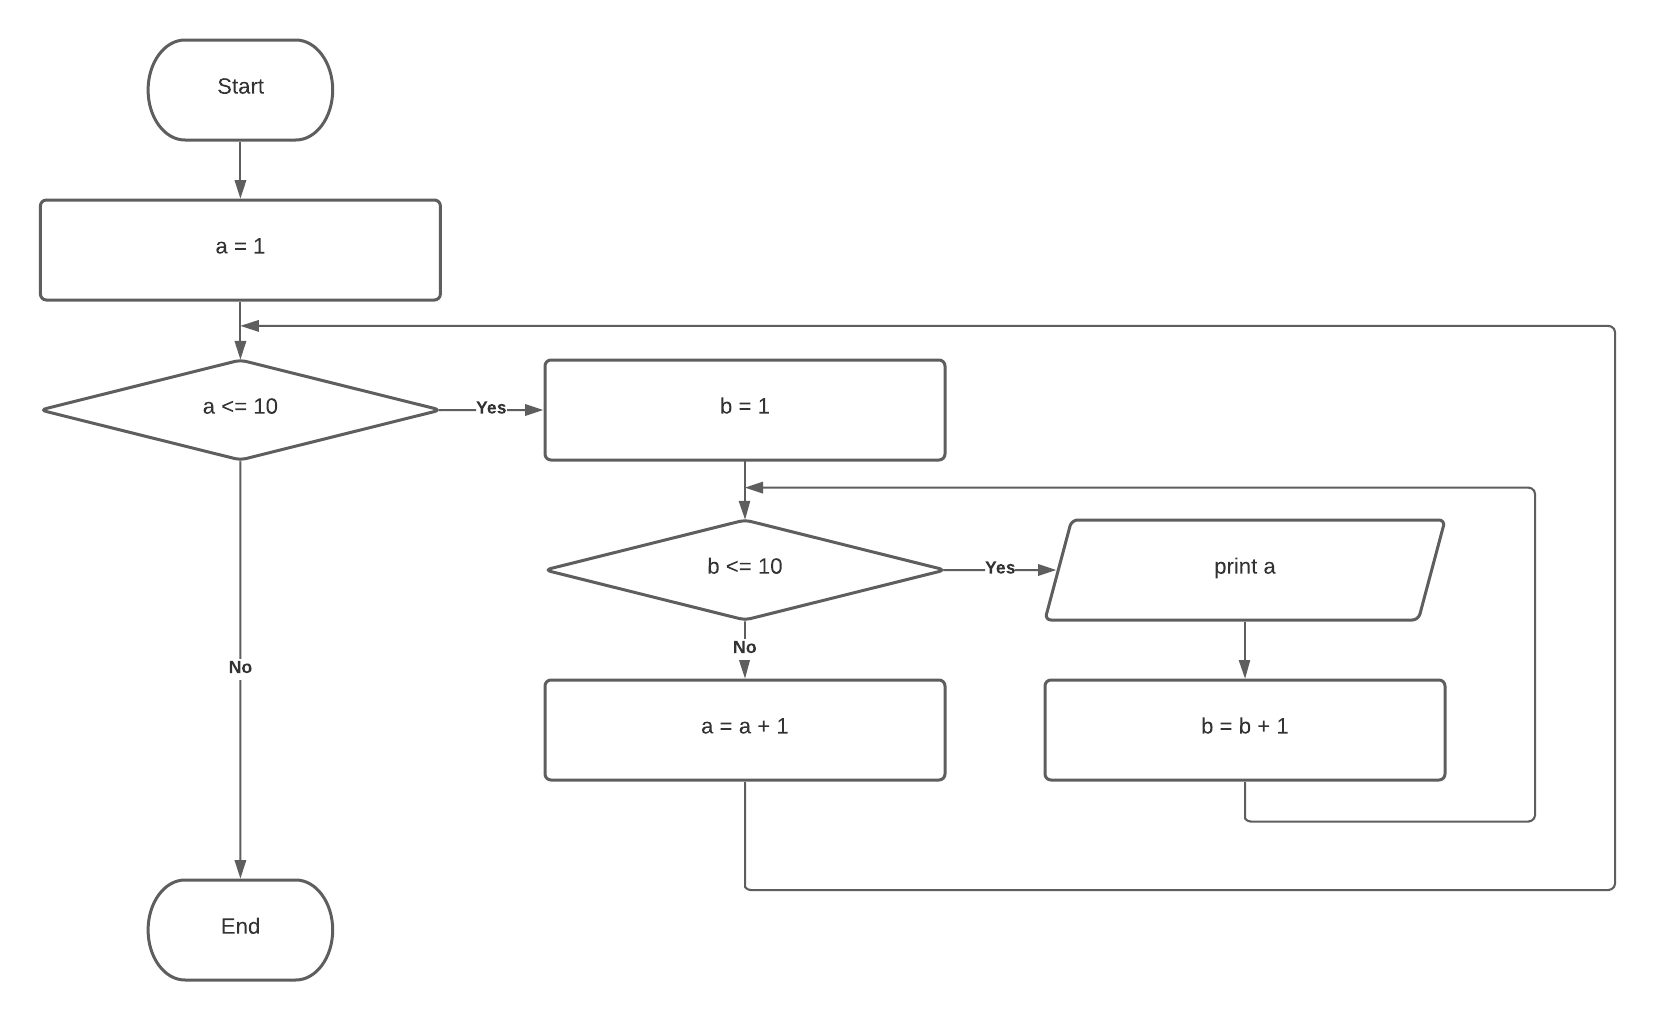 Start
a = 1
a <= 10
Yes
b = 1
b <= 10
Yes
print a
No
No
a = a + 1
b = b + 1
End